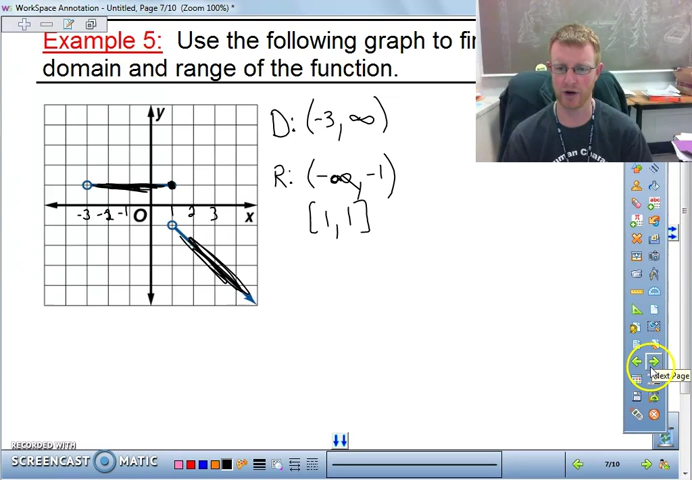 WorkSpace Annotation - Untitled, Page 7/10 (Zoom 100%)
Example 5: Use the following graph to fi
domain and range of the function.
y
D: (-3, ∞)
R: (-∞, -1)
[1, 1]
-3 -2 -1 O 1 2 3 x
Next Page
RECORDED WITH
SCREENCAST MATIC
7/10